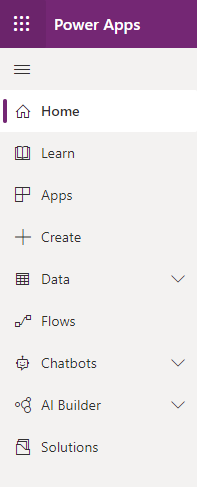 Power Apps
Home
Learn
Apps
Create
Data
Flows
Chatbots
AI Builder
Solutions